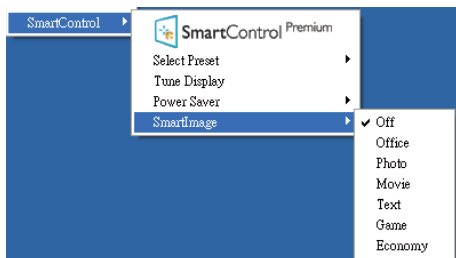 SmartControl
SmartControl Premium
Select Preset
Tune Display
Power Saver
SmartImage
Off
Office
Photo
Movie
Text
Game
Economy